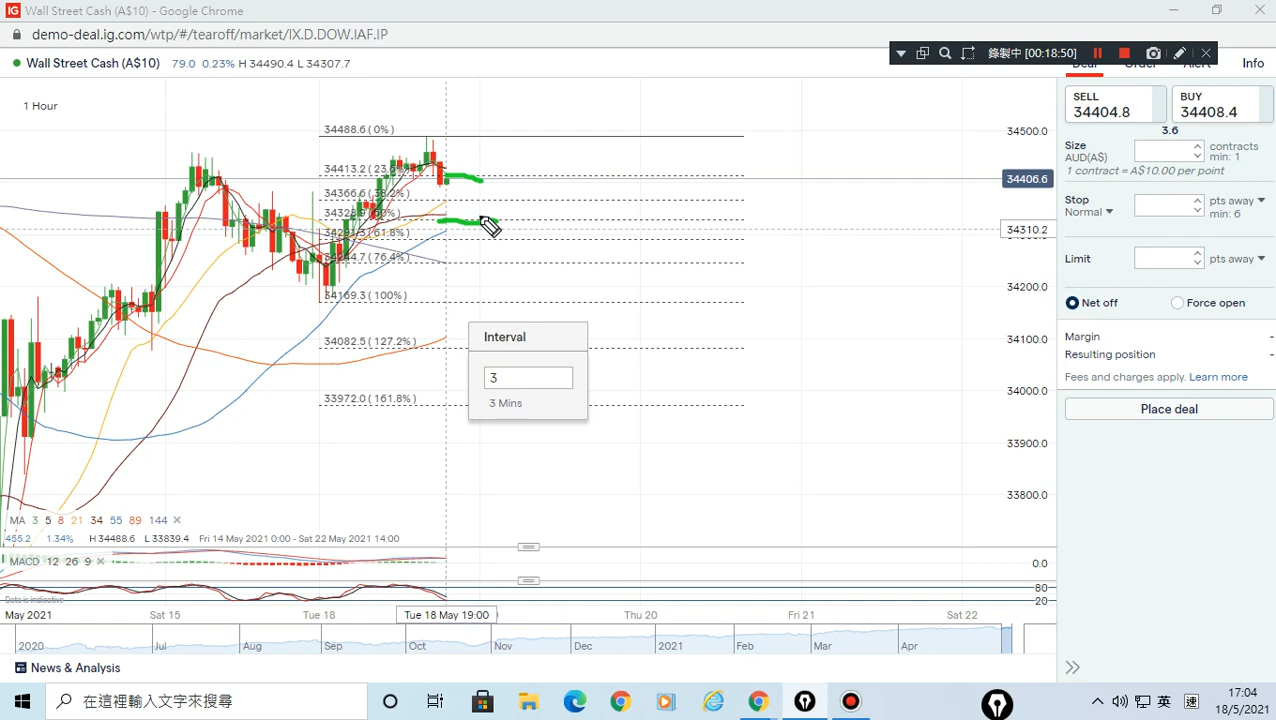 IG Wall Street Cash (A$10) - Google Chrome
demo-deal.ig.com/wtp/#/tearoff/market/IX.D.DOW.IAF.IP
錄製中 [00:18:50]
Wall Street Cash (A$10) 79.0 0.23% H 34490.4 L 34307.7
Deal Order Alert Info
1 Hour
SELL
34404.8
BUY
34408.4
3.6
Size
AUD(A$)
contracts
min: 1
1 contract = A$10.00 per point
Stop
Normal
pts away
min: 6
Limit
pts away
Net off
Force open
Margin -
Resulting position -
Fees and charges apply. Learn more
Place deal
34488.6 (0%)
34413.2 (23.6%)
34366.6 (38.2%)
34328.9 (50%)
34291.3 (61.8%)
34244.7 (76.4%)
34169.3 (100%)
34082.5 (127.2%)
33972.0 (161.8%)
34500.0
34406.6
34310.2
34200.0
34100.0
34000.0
33900.0
33800.0
Interval
3
3 Mins
MA 3 5 8 21 34 55 89 144
455.2 1.34% H 34488.6 L 33839.4 Fri 14 May 2021 0:00 - Sat 22 May 2021 14:00
MACD 12 26 9
0.0
80
20
Data is indicative
May 2021 Sat 15 Tue 18 Tue 18 May 19:00 Thu 20 Fri 21 Sat 22
2020 Jul Aug Sep Oct Nov Dec 2021 Feb Mar Apr
News & Analysis
在這裡輸入文字來搜尋
英
17:04
18/5/2021